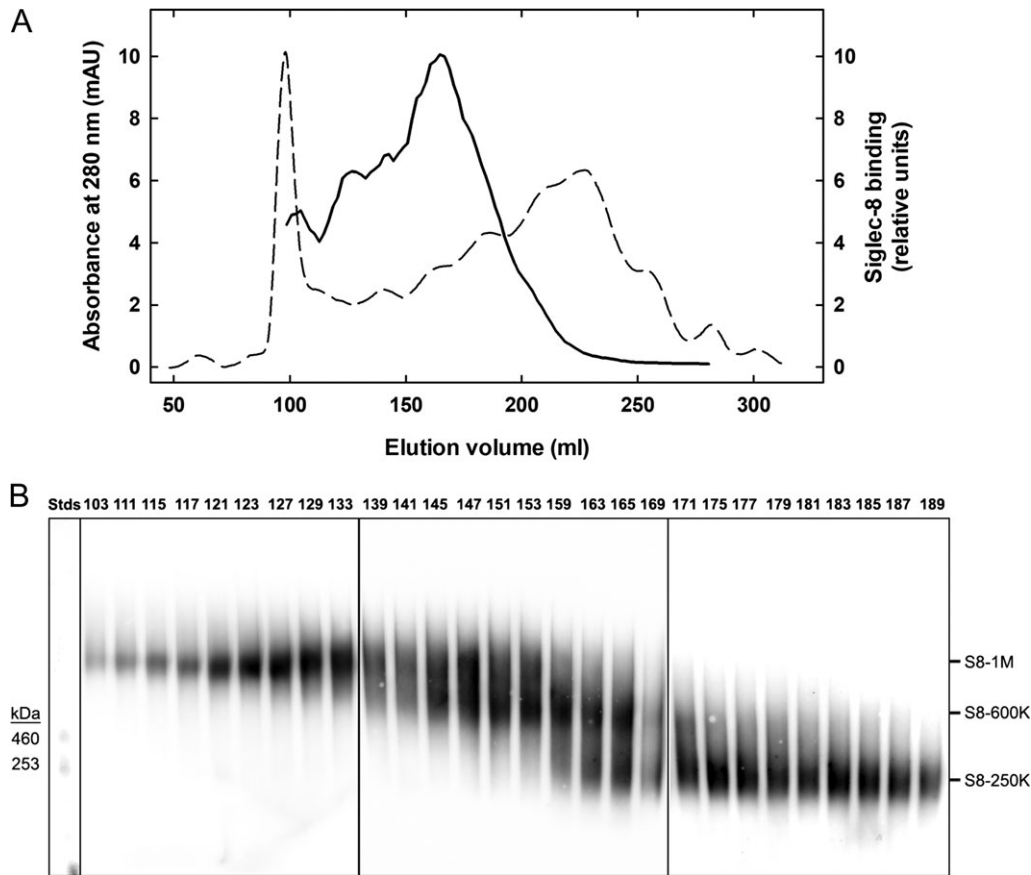 A
Absorbance at 280 nm (mAU)
10
8
6
4
2
0
10
8
6
4
2
0
Siglec-8 binding
(relative units)
50 100 150 200 250 300
Elution volume (ml)
B
Stds 103 111 115 117 121 123 127 129 133 139 141 145 147 151 153 159 163 165 169 171 175 177 179 181 183 185 187 189
kDa
460
253
S8-1M
S8-600K
S8-250K